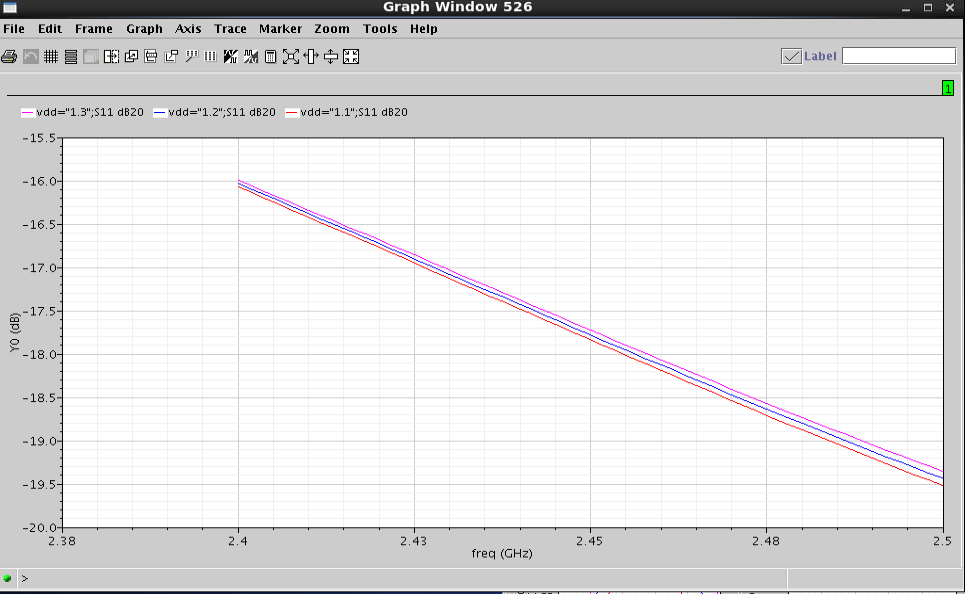 Graph Window 526
File Edit Frame Graph Axis Trace Marker Zoom Tools Help
Label
1
vdd="1.3";S11 dB20 vdd="1.2";S11 dB20 vdd="1.1";S11 dB20
-15.5
-16.0
-16.5
-17.0
-17.5
-18.0
-18.5
-19.0
-19.5
-20.0
Y0 (dB)
2.38 2.4 2.43 2.45 2.48 2.5
freq (GHz)
>